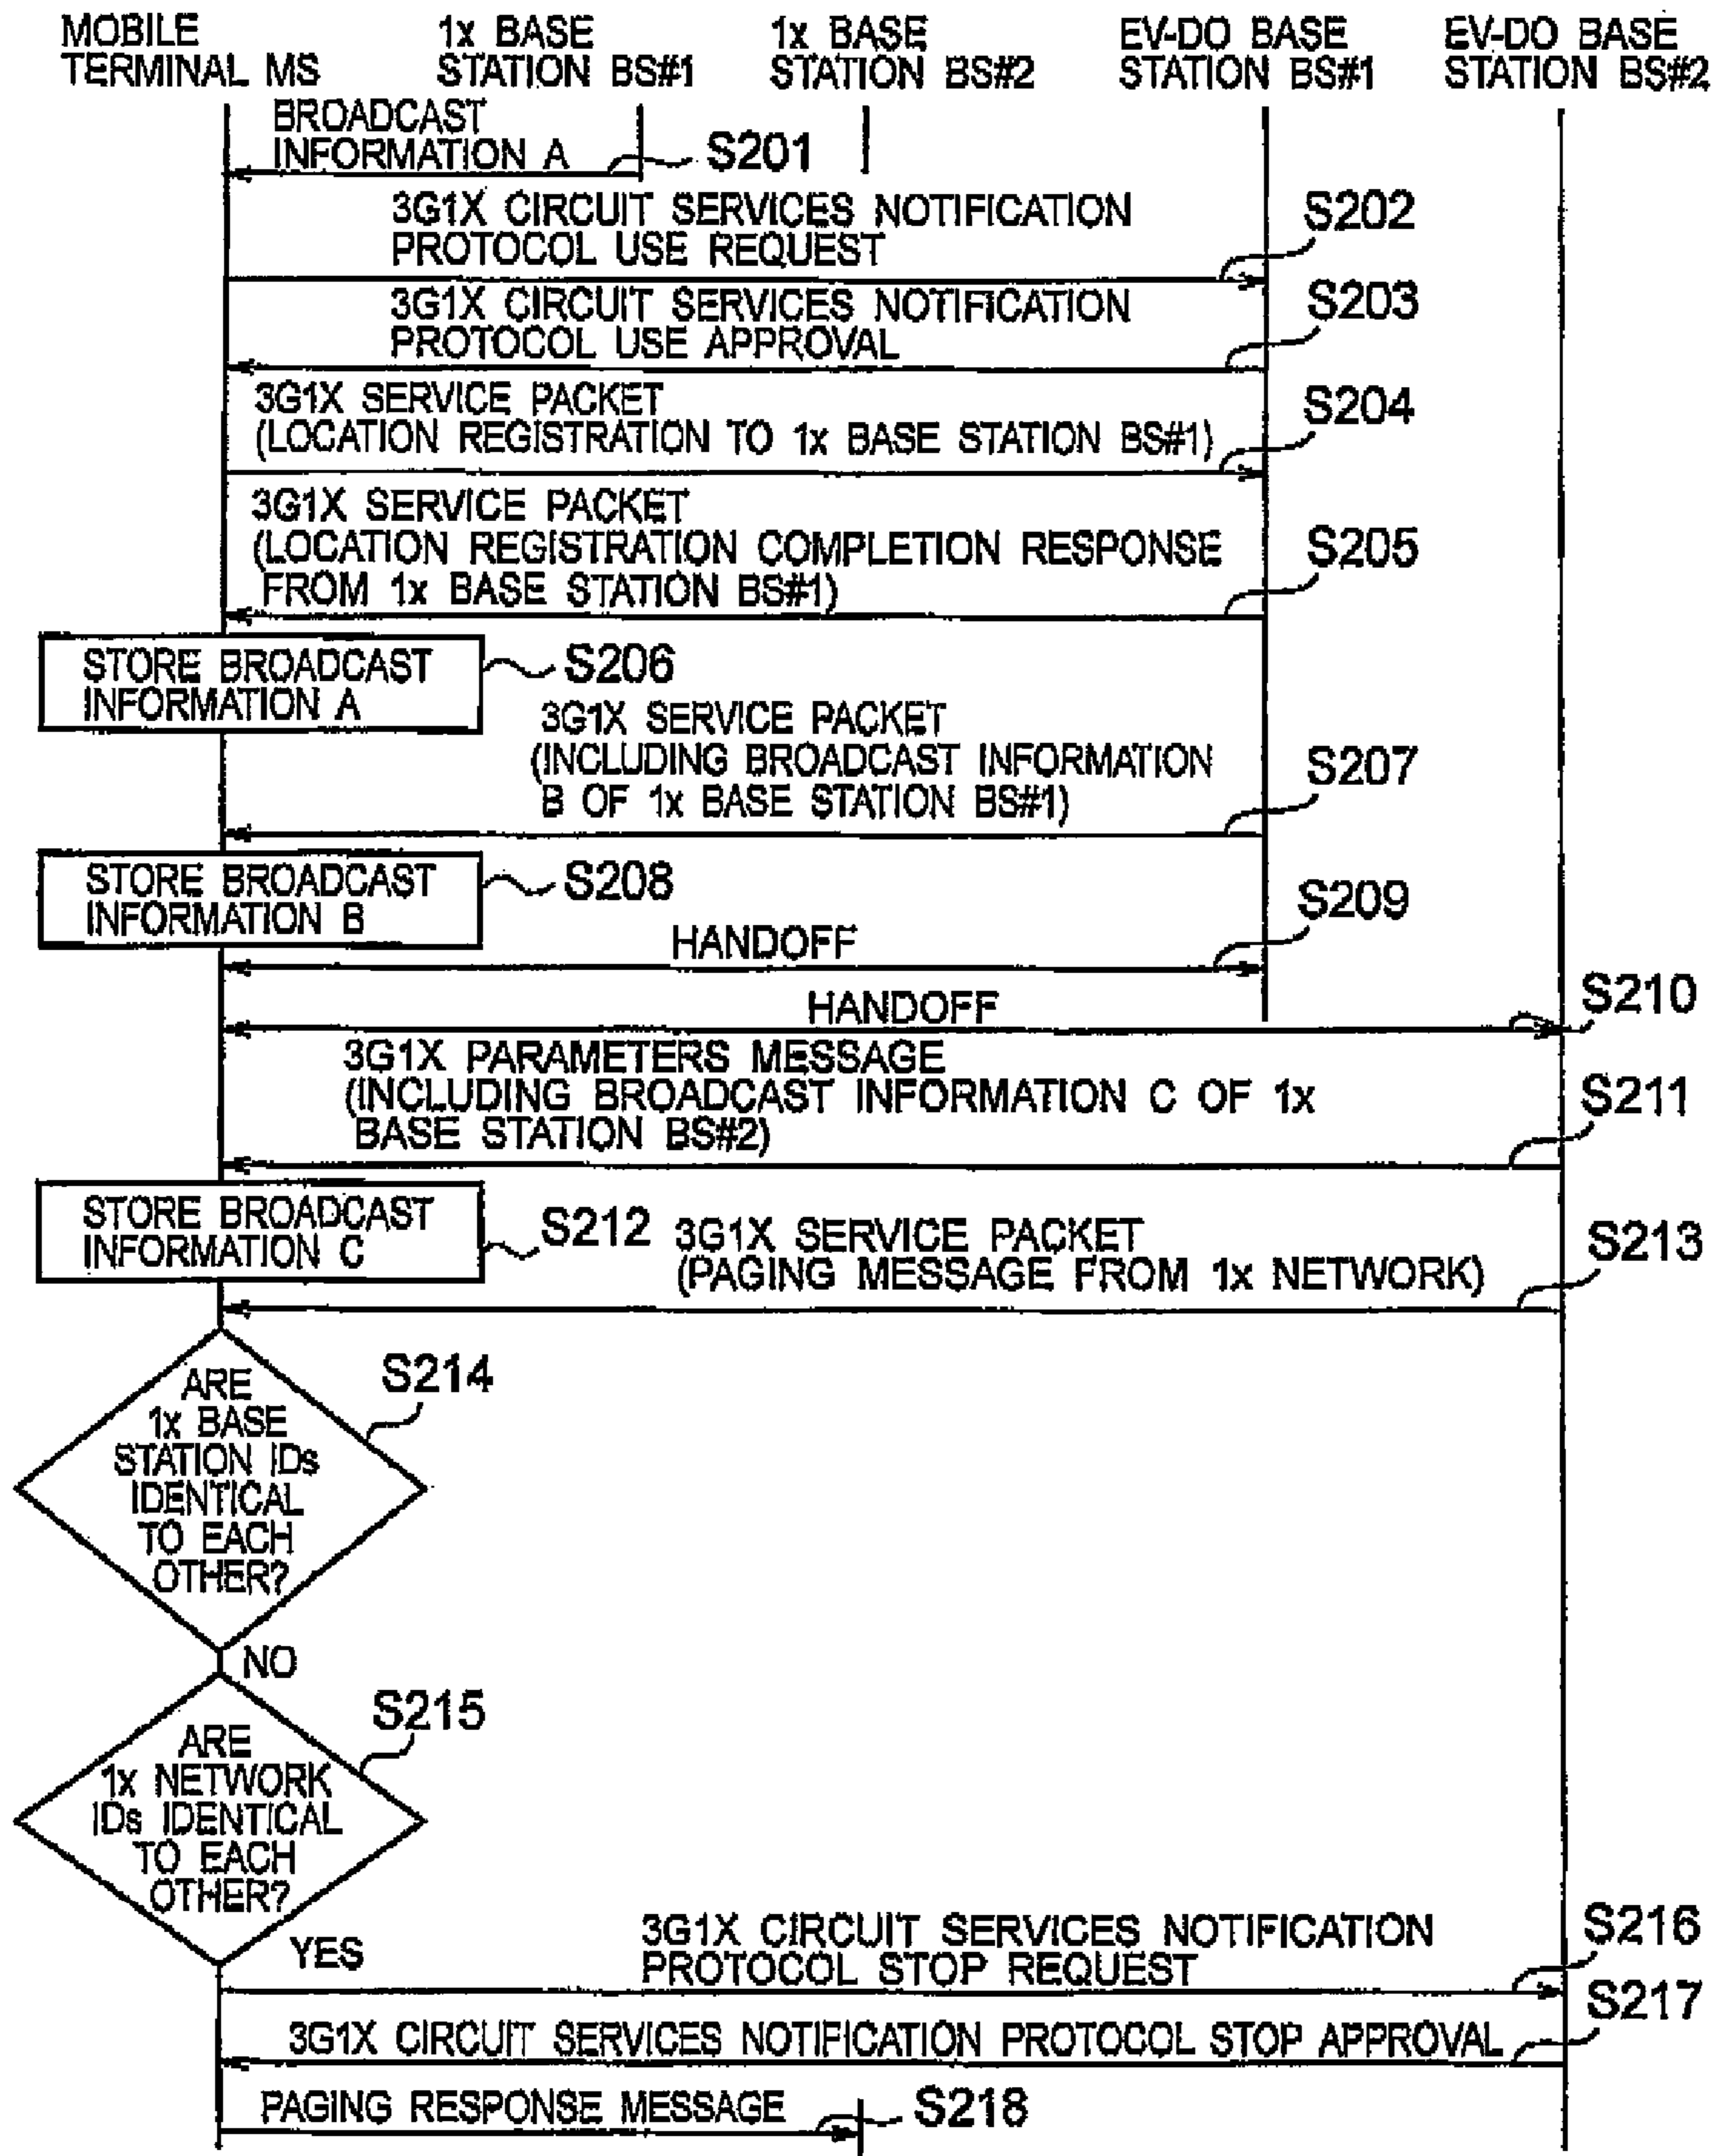 MOBILE
TERMINAL MS
1x BASE
STATION BS#1
1x BASE
STATION BS#2
EV-DO BASE
STATION BS#1
EV-DO BASE
STATION BS#2
BROADCAST
INFORMATION A
S201
3G1X CIRCUIT SERVICES NOTIFICATION
PROTOCOL USE REQUEST
S202
3G1X CIRCUIT SERVICES NOTIFICATION
PROTOCOL USE APPROVAL
S203
3G1X SERVICE PACKET
(LOCATION REGISTRATION TO 1x BASE STATION BS#1)
S204
3G1X SERVICE PACKET
(LOCATION REGISTRATION COMPLETION RESPONSE
FROM 1x BASE STATION BS#1)
S205
STORE BROADCAST
INFORMATION A
S206
3G1X SERVICE PACKET
(INCLUDING BROADCAST INFORMATION
B OF 1x BASE STATION BS#1)
S207
STORE BROADCAST
INFORMATION B
S208
HANDOFF
S209
HANDOFF
S210
3G1X PARAMETERS MESSAGE
(INCLUDING BROADCAST INFORMATION C OF 1x
BASE STATION BS#2)
S211
STORE BROADCAST
INFORMATION C
S212
3G1X SERVICE PACKET
(PAGING MESSAGE FROM 1x NETWORK)
S213
ARE
1x BASE
STATION IDs
IDENTICAL
TO EACH
OTHER?
S214
NO
ARE
1x NETWORK
IDs IDENTICAL
TO EACH
OTHER?
S215
YES
3G1X CIRCUIT SERVICES NOTIFICATION
PROTOCOL STOP REQUEST
S216
3G1X CIRCUIT SERVICES NOTIFICATION PROTOCOL STOP APPROVAL
S217
PAGING RESPONSE MESSAGE
S218